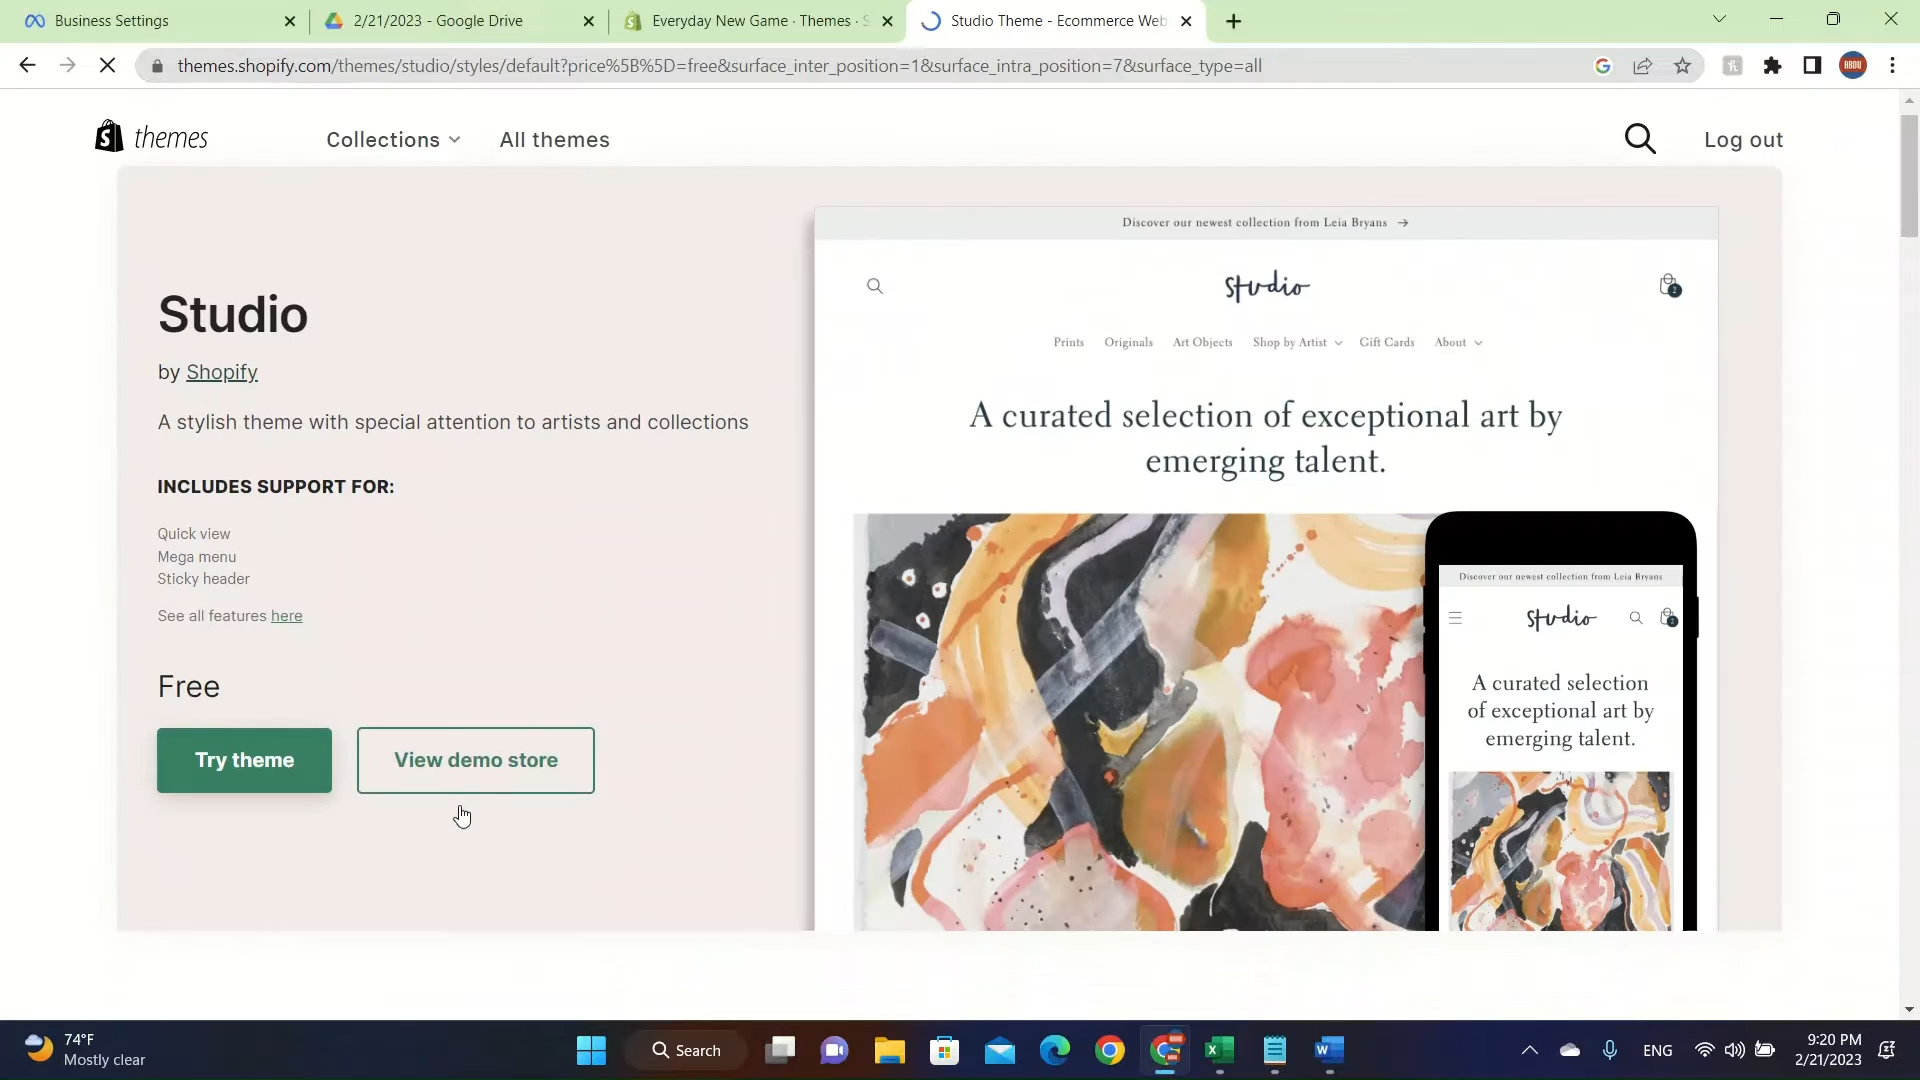 Business Settings
2/21/2023 - Google Drive
Everyday New Game · Themes ·
Studio Theme - Ecommerce Web
themes.shopify.com/themes/studio/styles/default?price%5B%5D=free&surface_inter_position=1&surface_intra_position=7&surface_type=all
ABDU
themes
Collections
All themes
Log out
Studio
by Shopify
A stylish theme with special attention to artists and collections
INCLUDES SUPPORT FOR:
Quick view
Mega menu
Sticky header
See all features here
Free
Try theme
View demo store
Discover our newest collection from Leia Bryans →
Studio
2
Prints Originals Art Objects Shop by Artist Gift Cards About
A curated selection of exceptional art by
emerging talent.
Discover our newest collection from Leia Bryans
Studio
2
A curated selection
of exceptional art by
emerging talent.
74°F
Mostly clear
Search
ENG
9:20 PM
2/21/2023